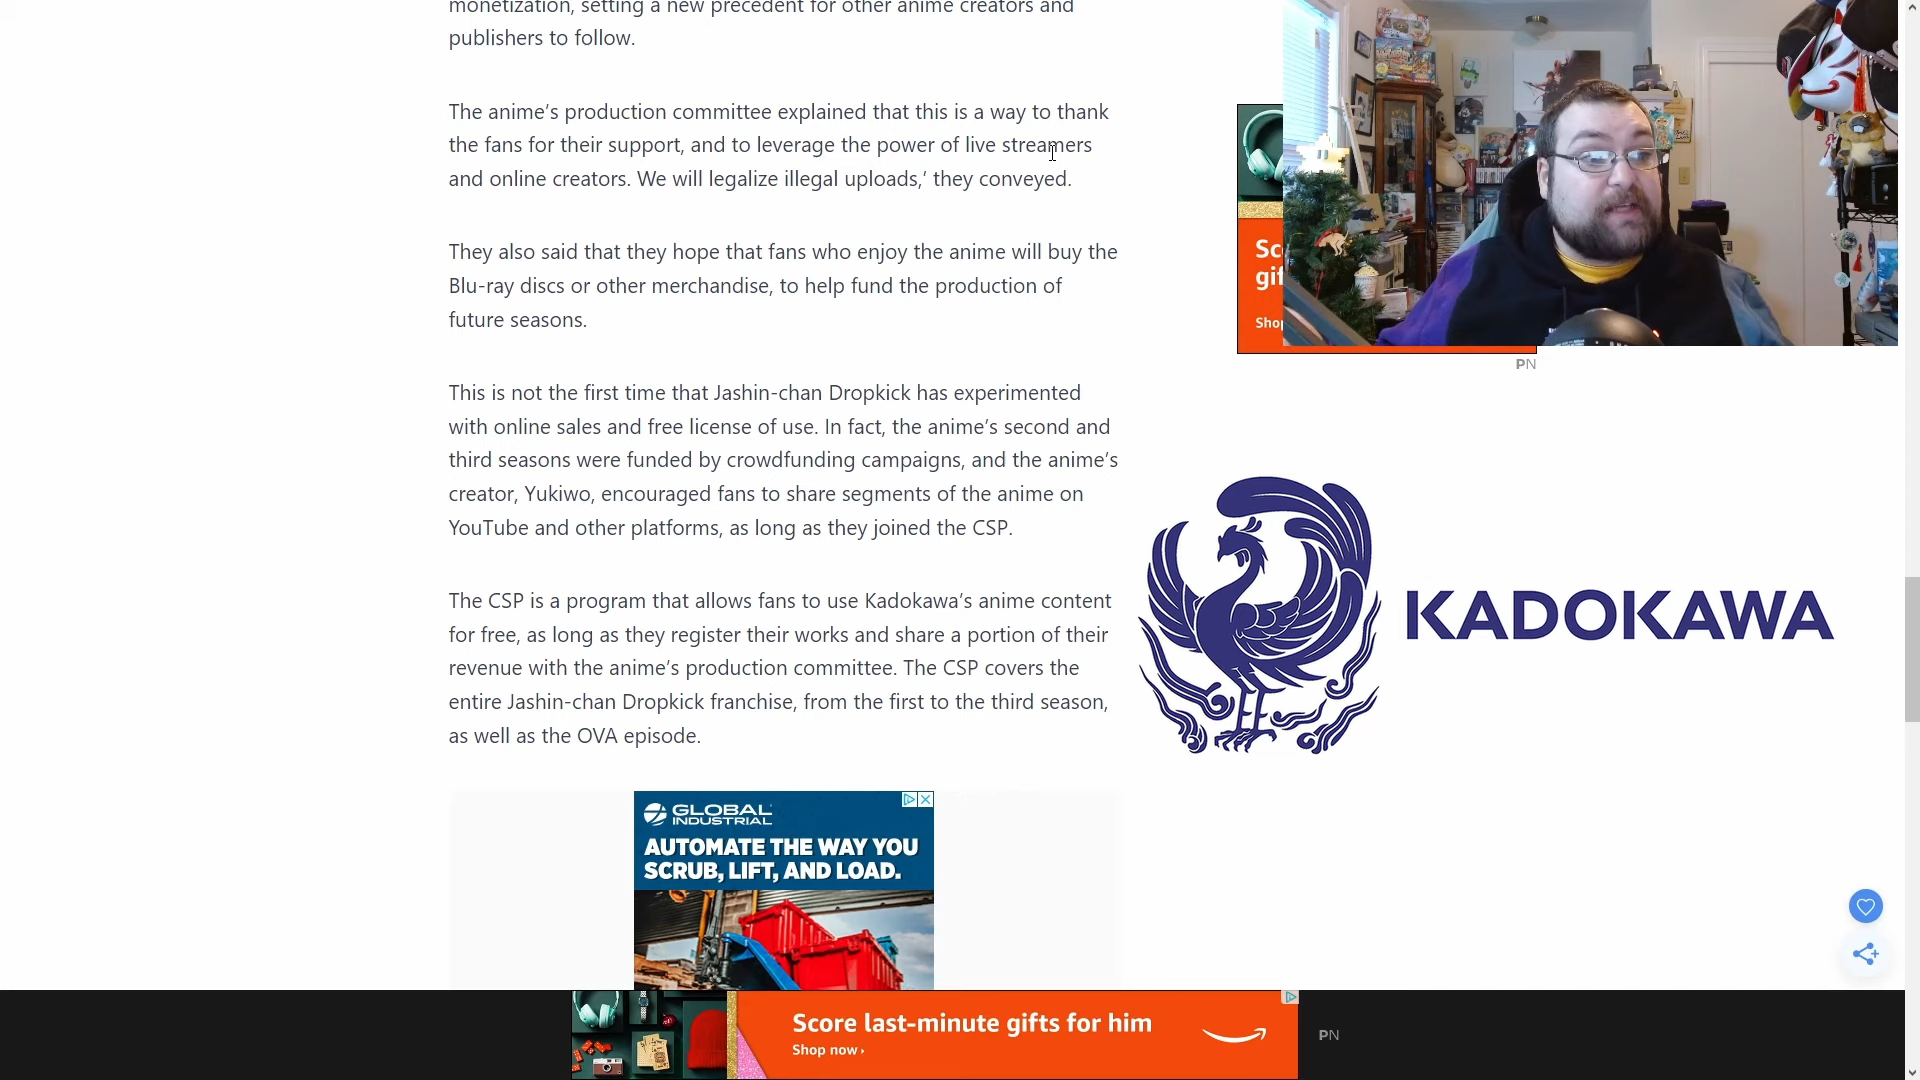 monetization, setting a new precedent for other anime creators and
publishers to follow.
The anime’s production committee explained that this is a way to thank
the fans for their support, and to leverage the power of live streamers
and online creators. We will legalize illegal uploads,’ they conveyed.
They also said that they hope that fans who enjoy the anime will buy the
Blu-ray discs or other merchandise, to help fund the production of
future seasons.
This is not the first time that Jashin-chan Dropkick has experimented
with online sales and free license of use. In fact, the anime’s second and
third seasons were funded by crowdfunding campaigns, and the anime’s
creator, Yukiwo, encouraged fans to share segments of the anime on
YouTube and other platforms, as long as they joined the CSP.
The CSP is a program that allows fans to use Kadokawa’s anime content
for free, as long as they register their works and share a portion of their
revenue with the anime’s production committee. The CSP covers the
entire Jashin-chan Dropkick franchise, from the first to the third season,
as well as the OVA episode.
Sc
gif
Shop
PN
KADOKAWA
GLOBAL
INDUSTRIAL
AUTOMATE THE WAY YOU
SCRUB, LIFT, AND LOAD.
Score last-minute gifts for him
Shop now ›
PN